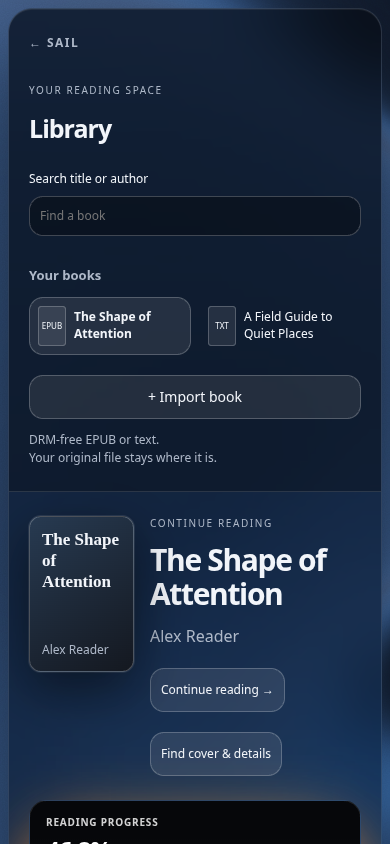 ← SAIL
YOUR READING SPACE
Library
Search title or author
Find a book
Your books
EPUB
The Shape of
Attention
TXT
A Field Guide to
Quiet Places
+ Import book
DRM-free EPUB or text.
Your original file stays where it is.
The Shape
of
Attention
Alex Reader
CONTINUE READING
The Shape of
Attention
Alex Reader
Continue reading →
Find cover & details
READING PROGRESS